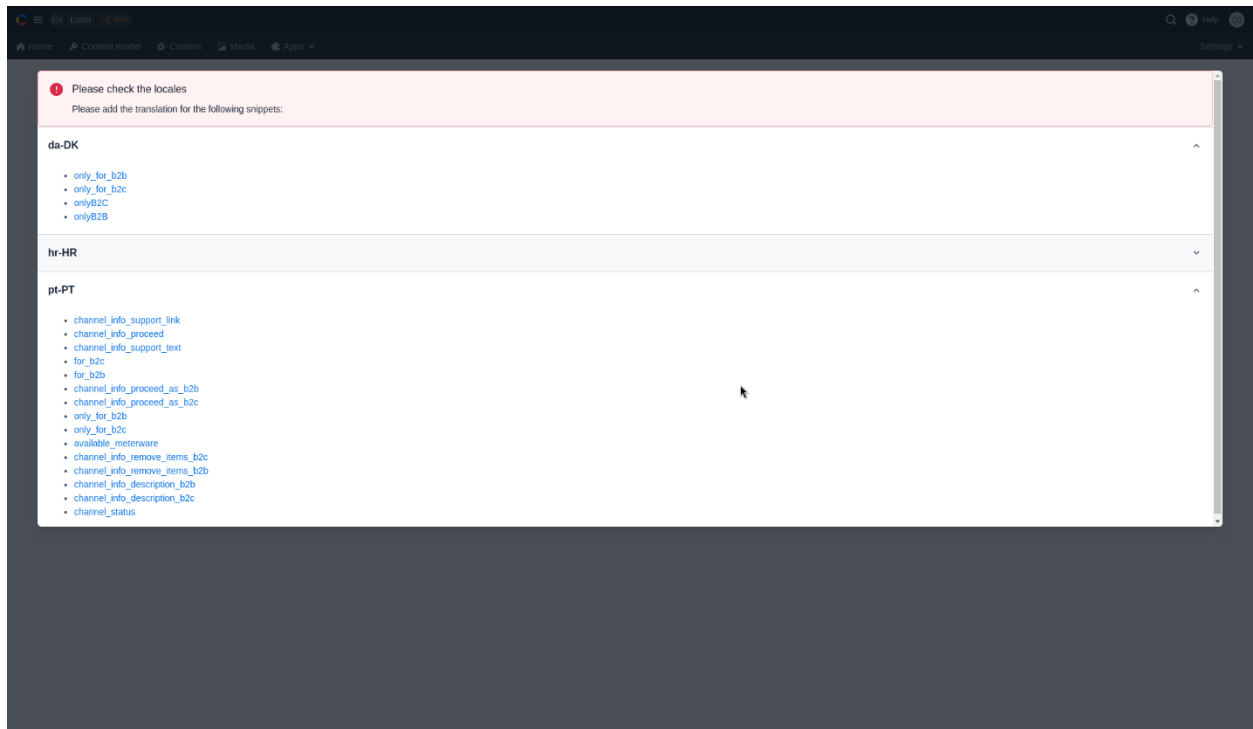 Lusini dev
Help
Home Content model Content Media Apps
Settings
Please check the locales
Please add the translation for the following snippets:
da-DK
only_for_b2b
only_for_b2c
onlyB2C
onlyB2B
hr-HR
pt-PT
channel_info_support_link
channel_info_proceed
channel_info_support_text
for_b2c
for_b2b
channel_info_proceed_as_b2b
channel_info_proceed_as_b2c
only_for_b2b
only_for_b2c
available_meterware
channel_info_remove_items_b2c
channel_info_remove_items_b2b
channel_info_description_b2b
channel_info_description_b2c
channel_status